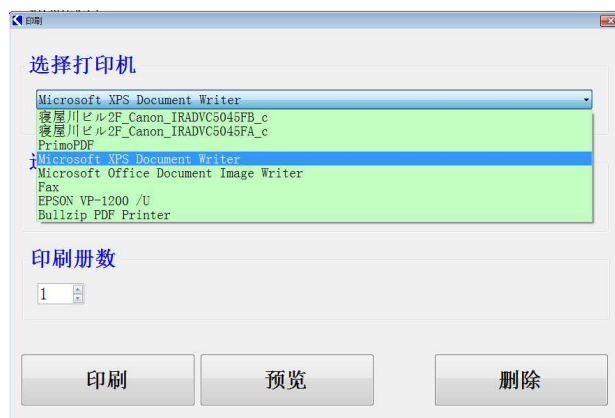 印刷
选择打印机
Microsoft XPS Document Writer
寝屋川ビル2F_Canon_IRADVC5045FB_c
寝屋川ビル2F_Canon_IRADVC5045FA_c
PrimoPDF
Microsoft XPS Document Writer
Microsoft Office Document Image Writer
Fax
EPSON VP-1200 /U
Bullzip PDF Printer
印刷册数
1
印刷
预览
删除